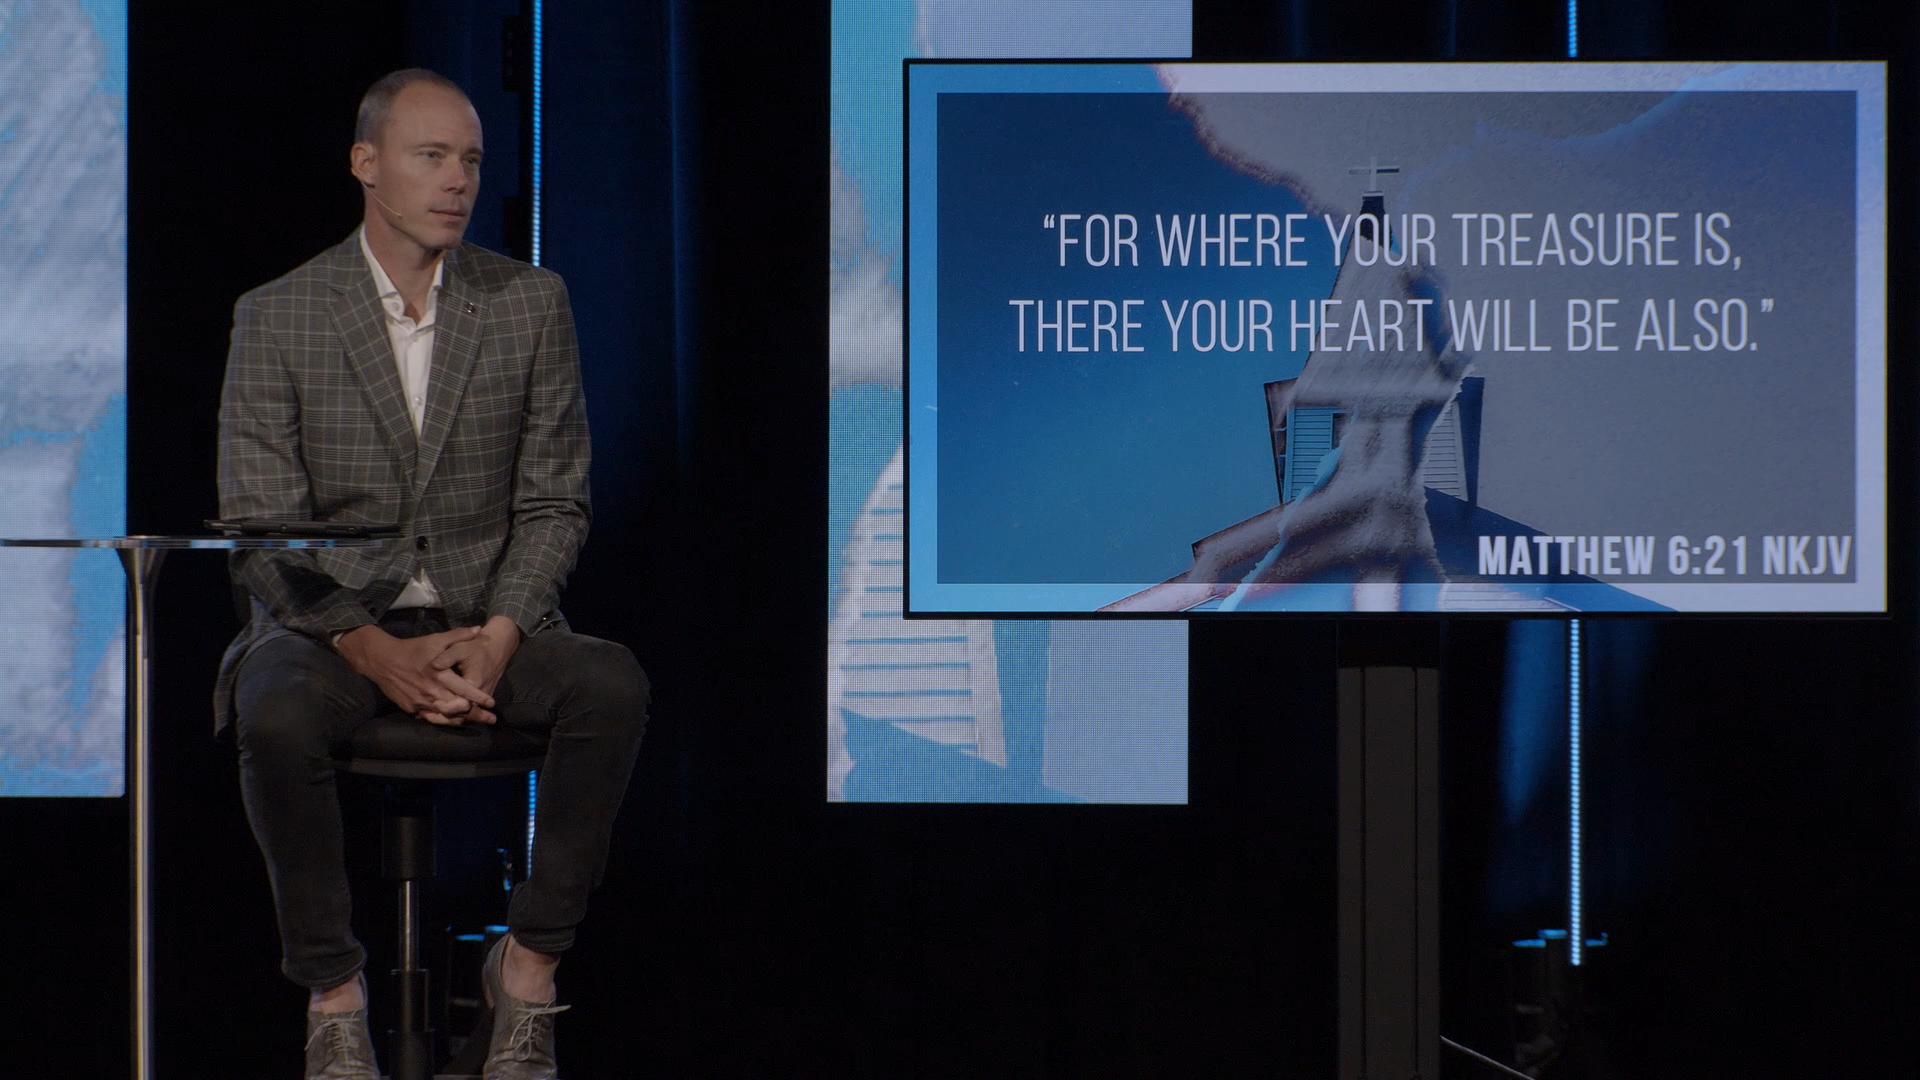 “FOR WHERE YOUR TREASURE IS,
THERE YOUR HEART WILL BE ALSO.”
MATTHEW 6:21 NKJV